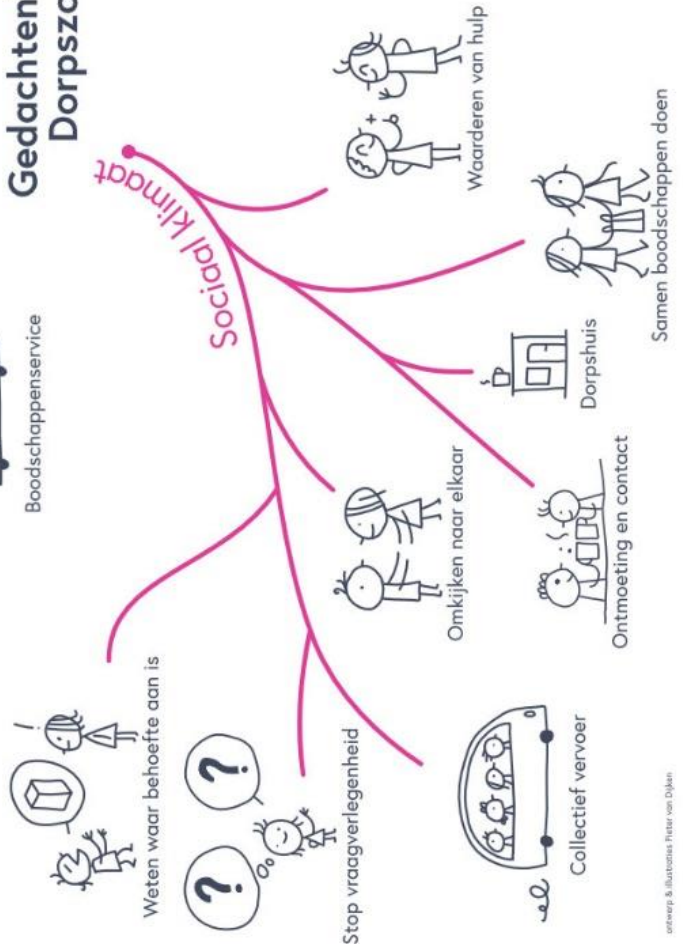 Gedachten
Dorpszo
Boodschappenservice
Sociaal klimaat
Waarderen van hulp
Samen boodschappen doen
Dorpshuis
Ontmoeting en contact
Omkijken naar elkaar
Weten waar behoefte aan is
!
Stop vraagverlegenheid
? ?
Collectief vervoer
ontwerp & illustraties Pieter van Dijken